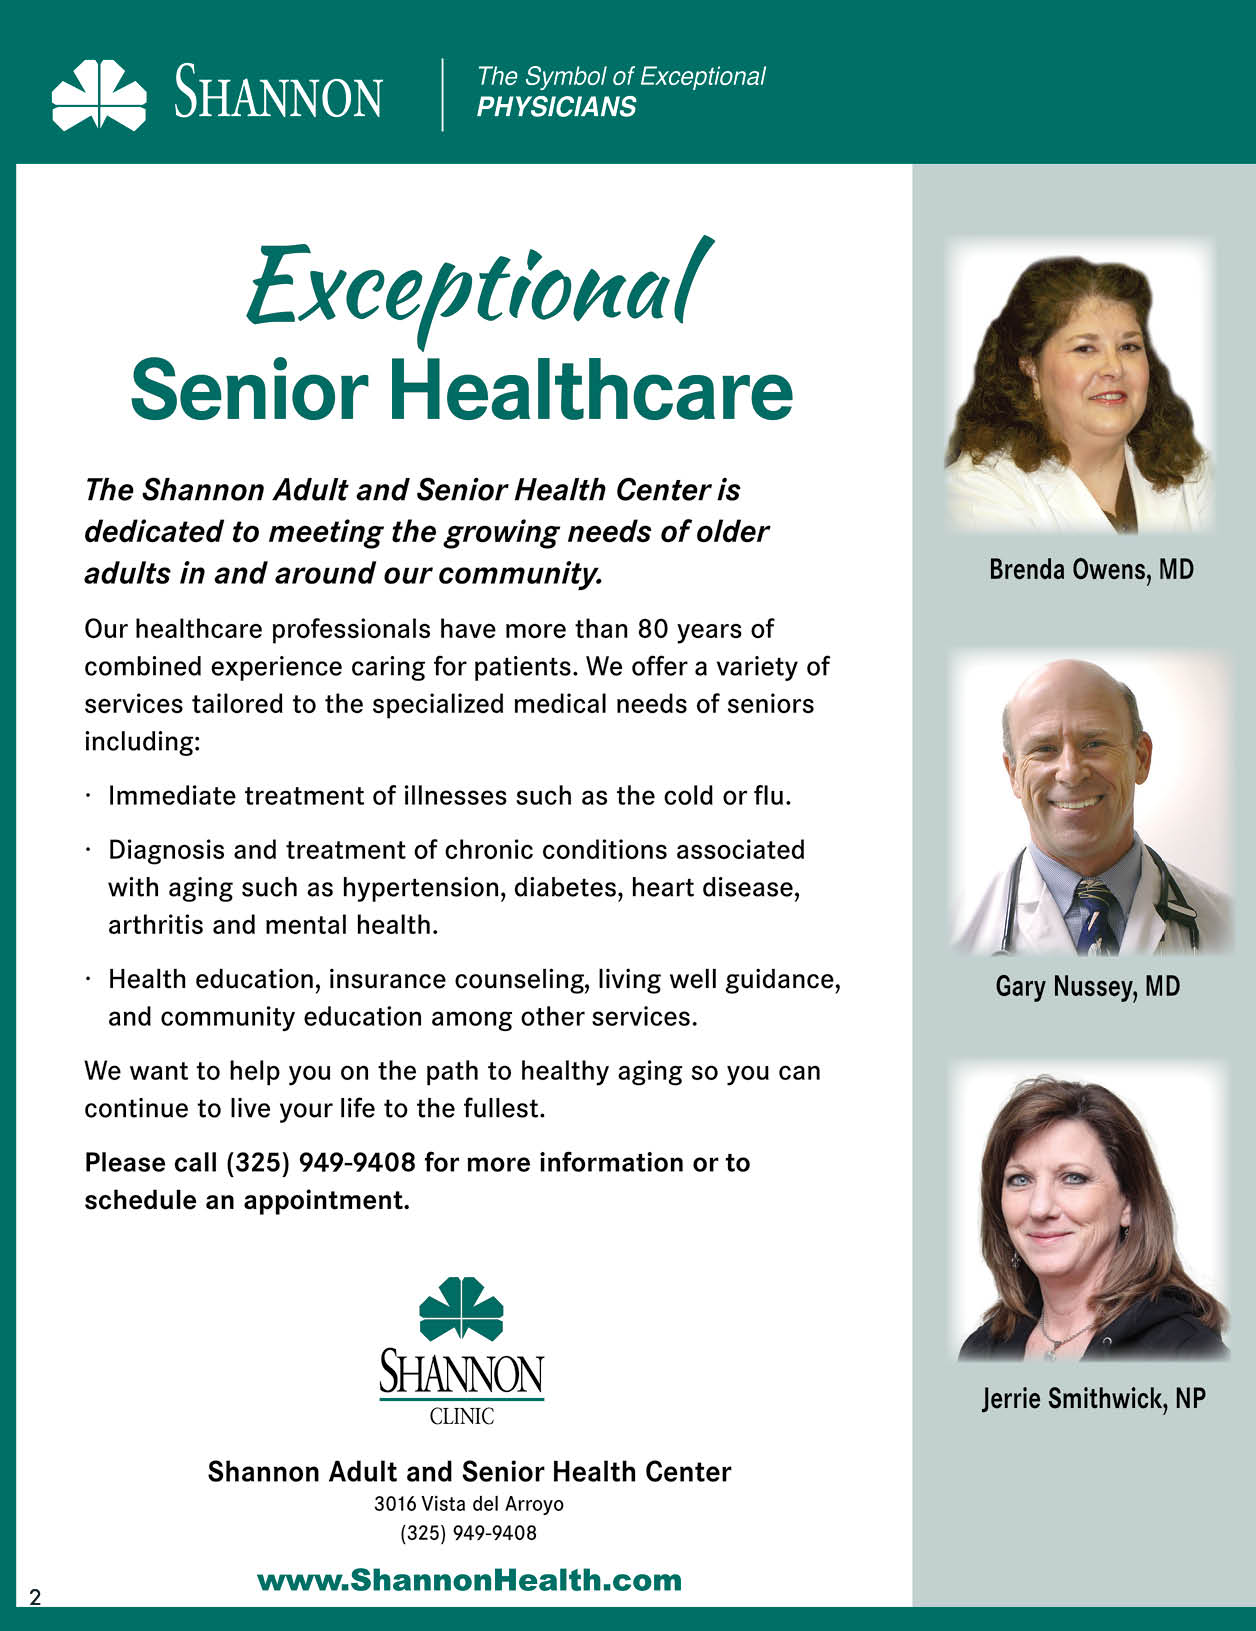 SHANNON
The Symbol of Exceptional
PHYSICIANS
Exceptional
Senior Healthcare
The Shannon Adult and Senior Health Center is
dedicated to meeting the growing needs of older
adults in and around our community.
Our healthcare professionals have more than 80 years of
combined experience caring for patients. We offer a variety of
services tailored to the specialized medical needs of seniors
including:
· Immediate treatment of illnesses such as the cold or flu.
· Diagnosis and treatment of chronic conditions associated
with aging such as hypertension, diabetes, heart disease,
arthritis and mental health.
· Health education, insurance counseling, living well guidance,
and community education among other services.
We want to help you on the path to healthy aging so you can
continue to live your life to the fullest.
Please call (325) 949-9408 for more information or to
schedule an appointment.
SHANNON
CLINIC
Shannon Adult and Senior Health Center
3016 Vista del Arroyo
(325) 949-9408
www.ShannonHealth.com
2
Brenda Owens, MD
Gary Nussey, MD
Jerrie Smithwick, NP